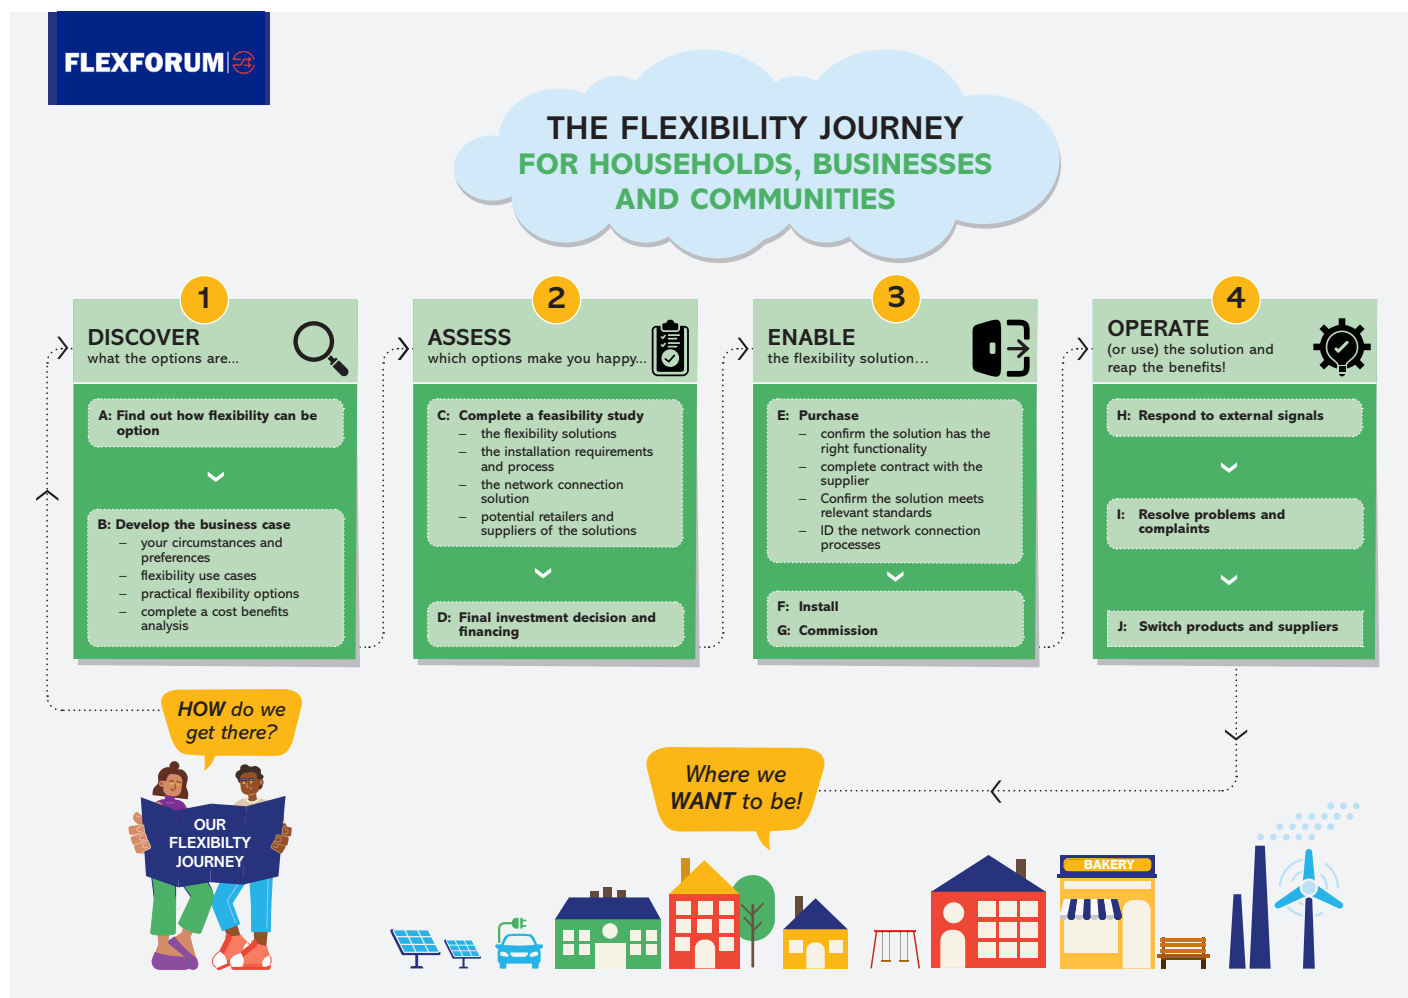 FLEXFORUM
THE FLEXIBILITY JOURNEY
FOR HOUSEHOLDS, BUSINESSES
AND COMMUNITIES
1
DISCOVER
what the options are...
A: Find out how flexibility can be
option
B: Develop the business case
– your circumstances and
preferences
– flexibility use cases
– practical flexibility options
– complete a cost benefits
analysis
2
ASSESS
which options make you happy...
C: Complete a feasibility study
– the flexibility solutions
– the installation requirements
and process
– the network connection
solution
– potential retailers and
suppliers of the solutions
D: Final investment decision and
financing
3
ENABLE
the flexibility solution...
E: Purchase
– confirm the solution has the
right functionality
– complete contract with the
supplier
– Confirm the solution meets
relevant standards
– ID the network connection
processes
F: Install
G: Commission
4
OPERATE
(or use) the solution and
reap the benefits!
H: Respond to external signals
I: Resolve problems and
complaints
J: Switch products and suppliers
HOW do we
get there?
OUR
FLEXIBILTY
JOURNEY
Where we
WANT to be!
BAKERY